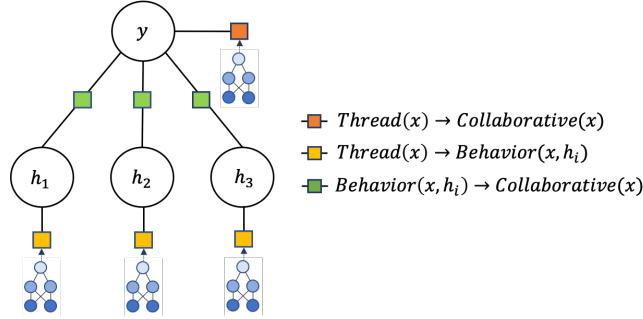 y
Thread(x) → Collaborative(x)
Thread(x) → Behavior(x, hᵢ)
Behavior(x, hᵢ) → Collaborative(x)
h₁
h₂
h₃